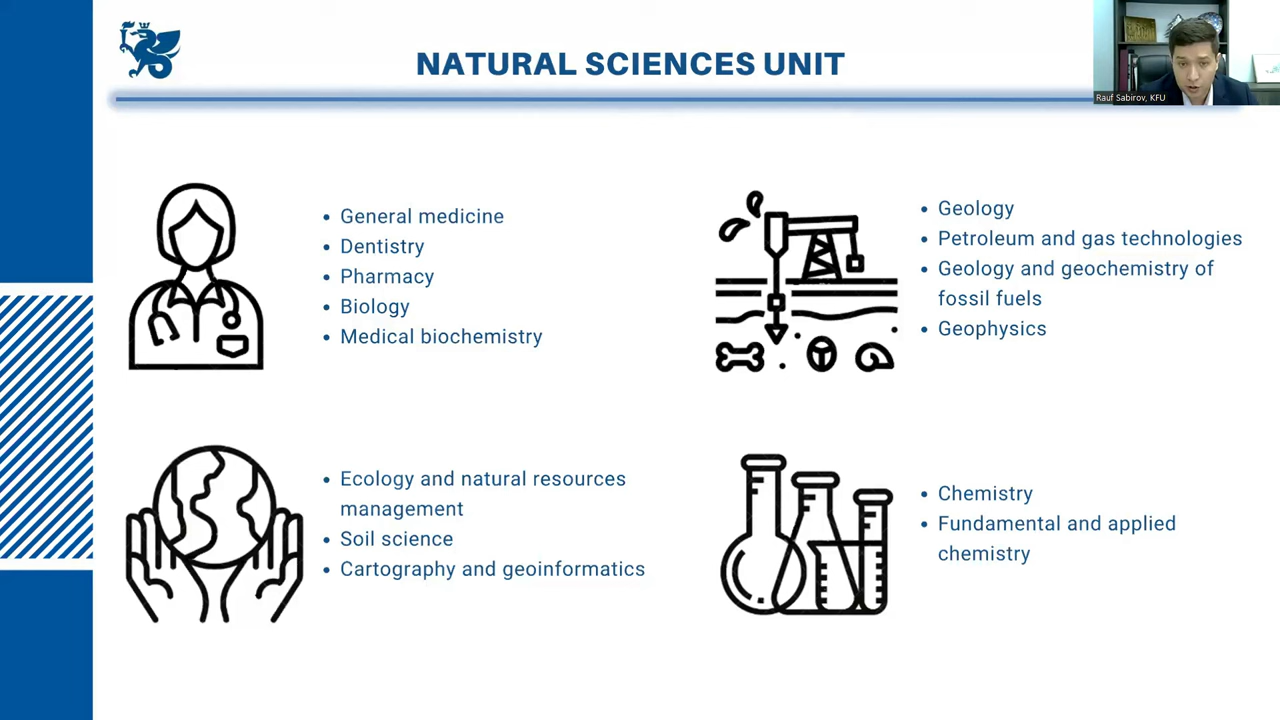 NATURAL SCIENCES UNIT
Rauf Sabirov, KFU
• General medicine
• Dentistry
• Pharmacy
• Biology
• Medical biochemistry
• Geology
• Petroleum and gas technologies
• Geology and geochemistry of
fossil fuels
• Geophysics
• Ecology and natural resources
management
• Soil science
• Cartography and geoinformatics
• Chemistry
• Fundamental and applied
chemistry